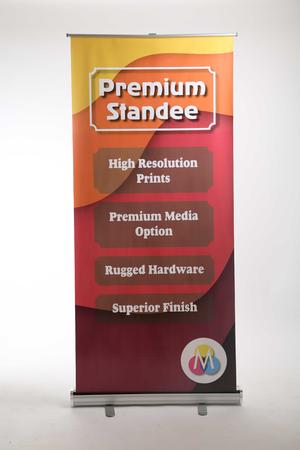 Premium
Standee
High Resolution
Prints
Premium Media
Option
Rugged Hardware
Superior Finish
M